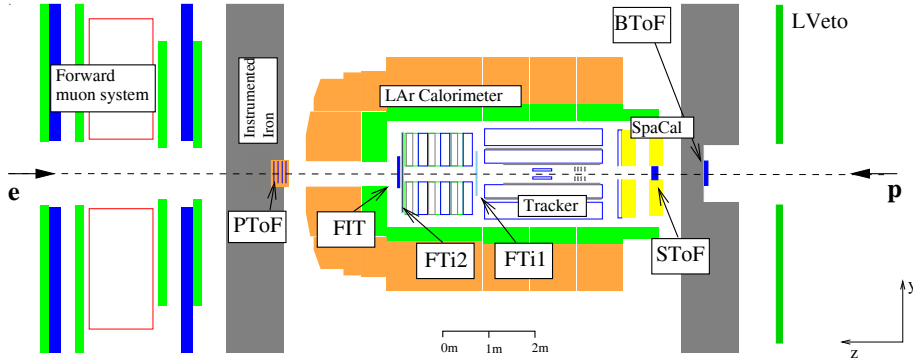 BToF
LVeto
Forward
muon system
Instrumented
Iron
LAr Calorimeter
SpaCal
e
p
PToF
FIT
Tracker
FTi2
FTi1
SToF
0m
1m
2m
y
z